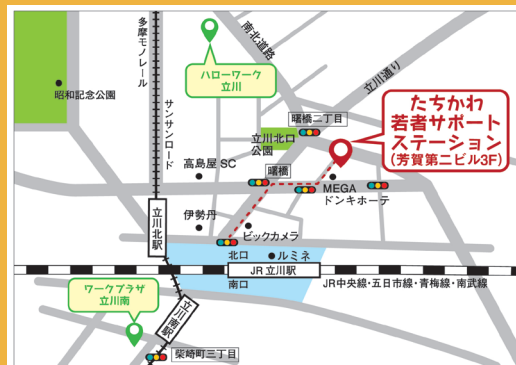 多摩モノレール
サンサンロード
昭和記念公園
ハローワーク
立川
南北道路
立川通り
曙橋二丁目
立川北口
公園
たちかわ
若者サポート
ステーション
(芳賀第二ビル3F)
高島屋SC
曙橋
MEGA
ドンキホーテ
伊勢丹
ビックカメラ
立川北駅
北口
ルミネ
JR 立川駅
南口
JR中央線・五日市線・青梅線・南武線
ワークプラザ
立川南
立川南駅
柴崎町三丁目